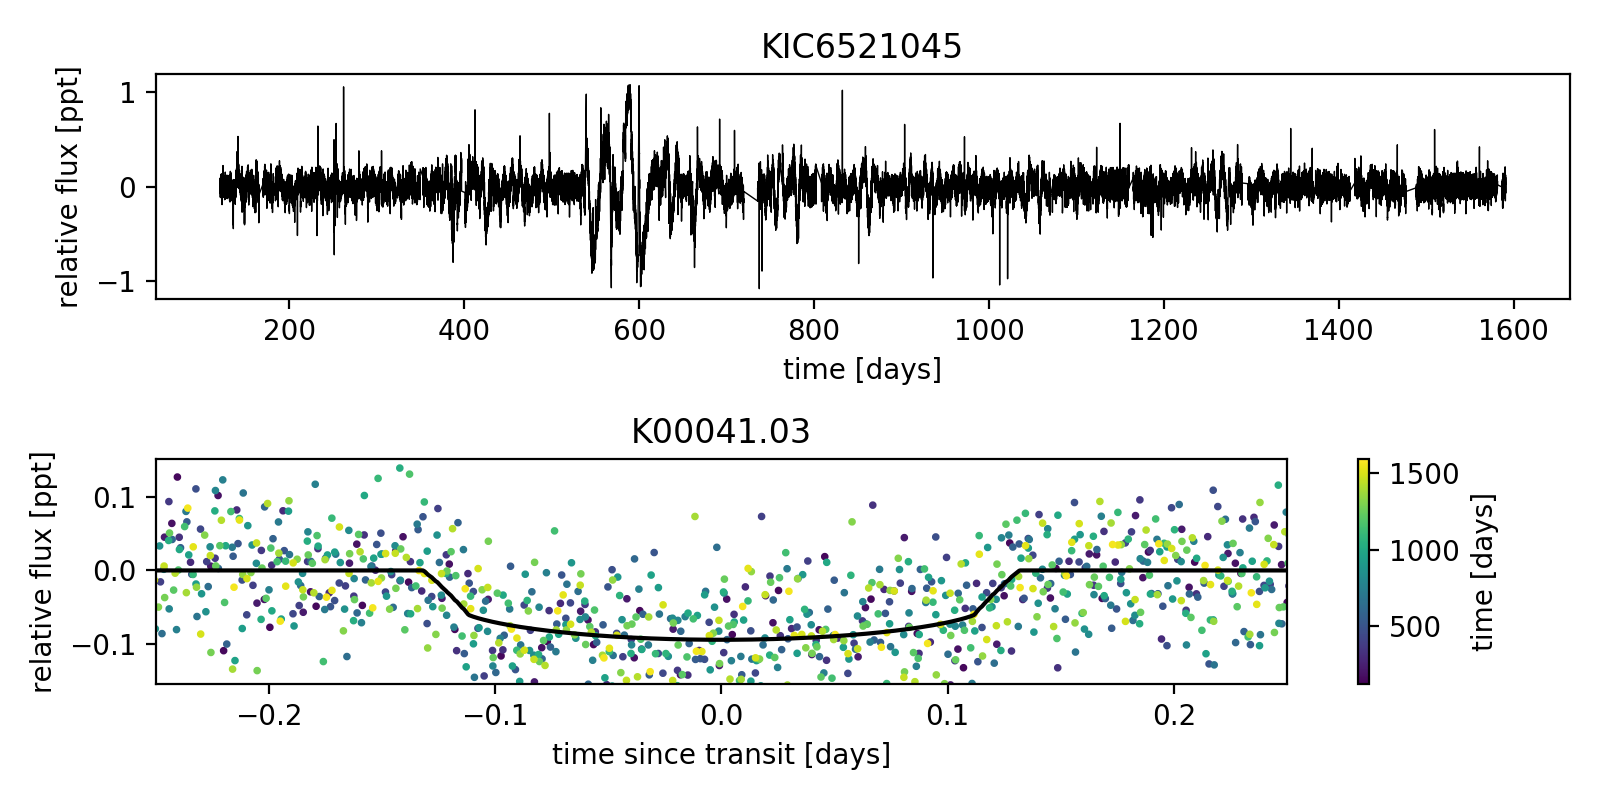 KIC6521045
relative flux [ppt]
1
0
−1
200 400 600 800 1000 1200 1400 1600
time [days]
K00041.03
relative flux [ppt]
0.1
0.0
−0.1
−0.2 −0.1 0.0 0.1 0.2
time since transit [days]
1500
1000
500
time [days]